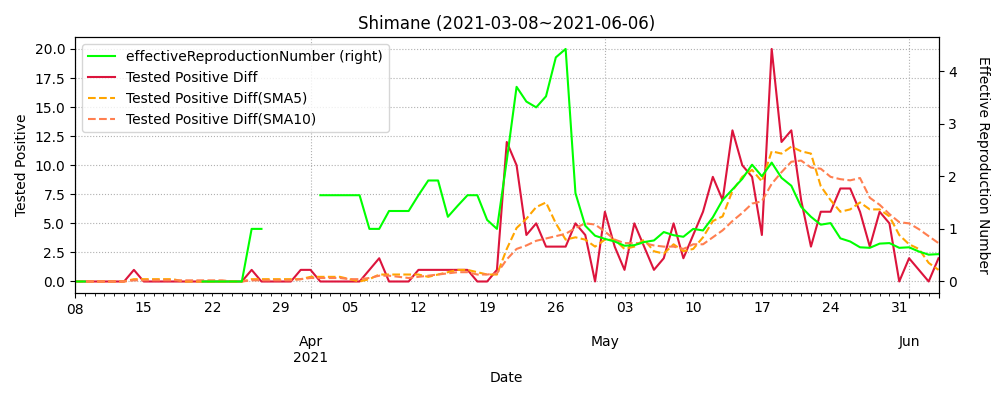 Shimane (2021-03-08~2021-06-06)
effectiveReproductionNumber (right)
Tested Positive Diff
Tested Positive Diff(SMA5)
Tested Positive Diff(SMA10)
Tested Positive
20.0
17.5
15.0
12.5
10.0
7.5
5.0
2.5
0.0
4
3
2
1
0
Effective Reproduction Number
08 15 22 29 05 12 19 26 03 10 17 24 31
Apr May Jun
2021
Date